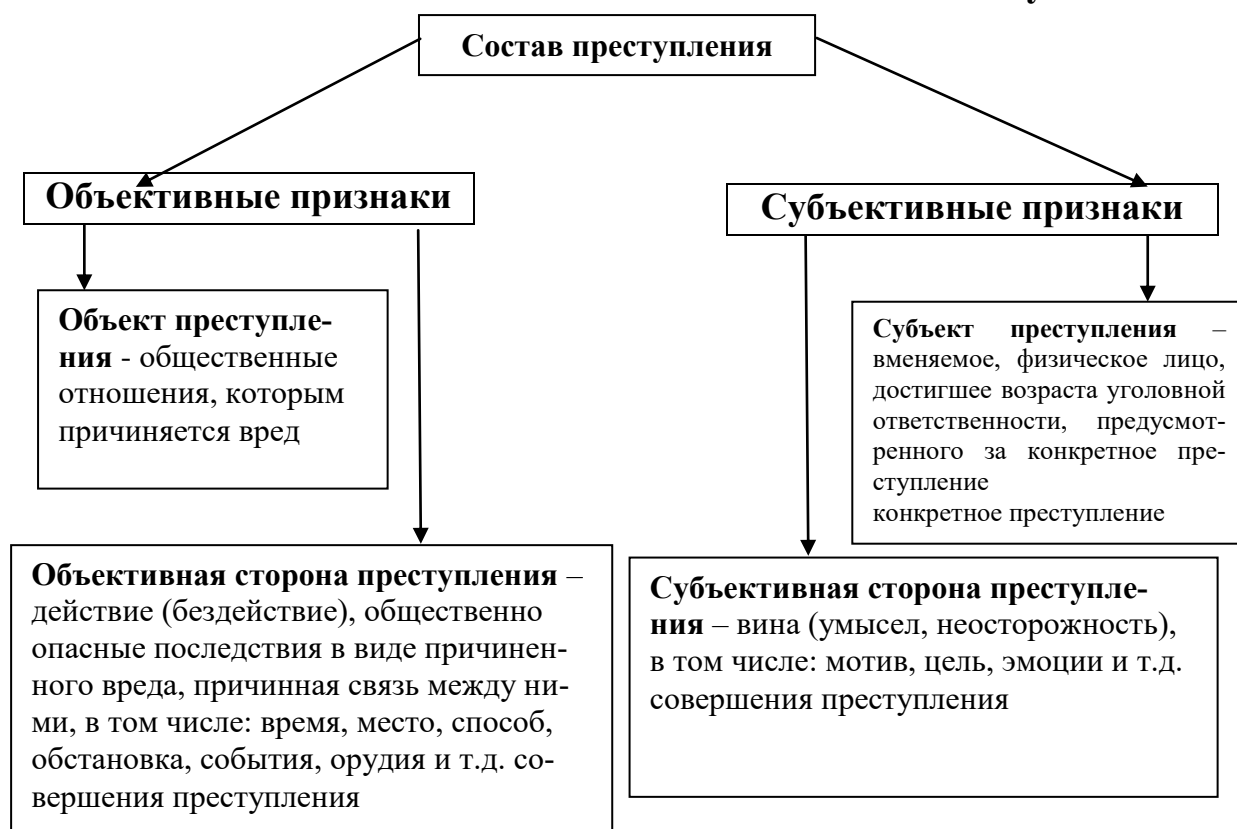 Состав преступления
Объективные признаки
Субъективные признаки
Объект преступле-
ния - общественные
отношения, которым
причиняется вред
Субъект преступления –
вменяемое, физическое лицо,
достигшее возраста уголовной
ответственности, предусмот-
ренного за конкретное пре-
ступление
конкретное преступление
Объективная сторона преступления –
действие (бездействие), общественно
опасные последствия в виде причинен-
ного вреда, причинная связь между ни-
ми, в том числе: время, место, способ,
обстановка, события, орудия и т.д. со-
вершения преступления
Субъективная сторона преступле-
ния – вина (умысел, неосторожность),
в том числе: мотив, цель, эмоции и т.д.
совершения преступления